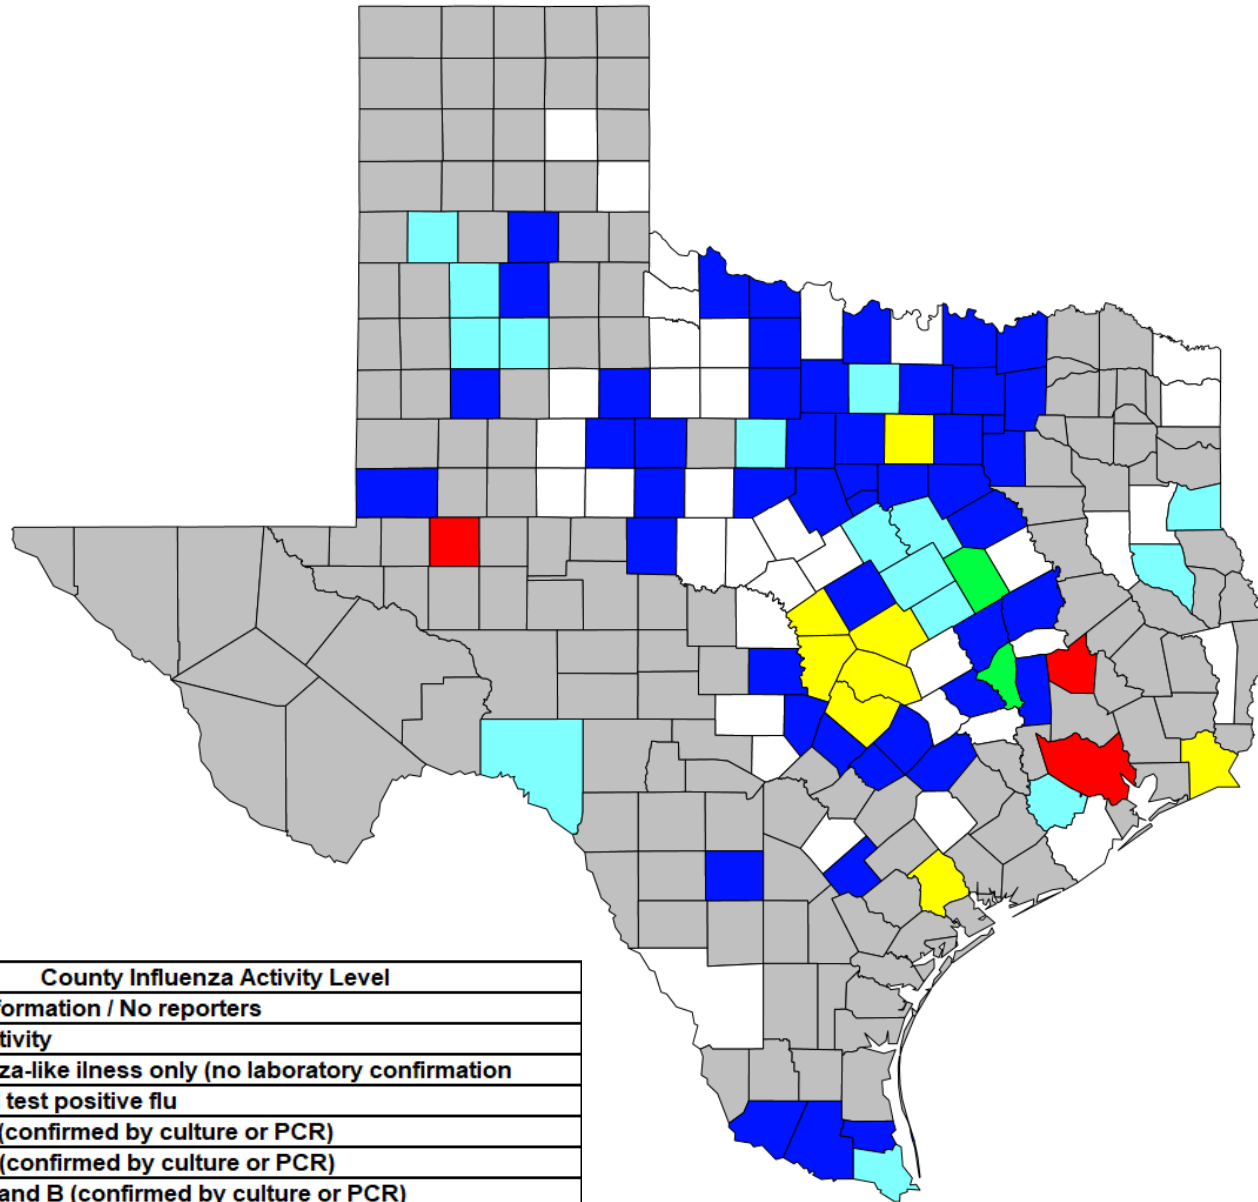 County Influenza Activity Level
formation / No reporters
tivity
za-like ilness only (no laboratory confirmation
test positive flu
(confirmed by culture or PCR)
(confirmed by culture or PCR)
and B (confirmed by culture or PCR)